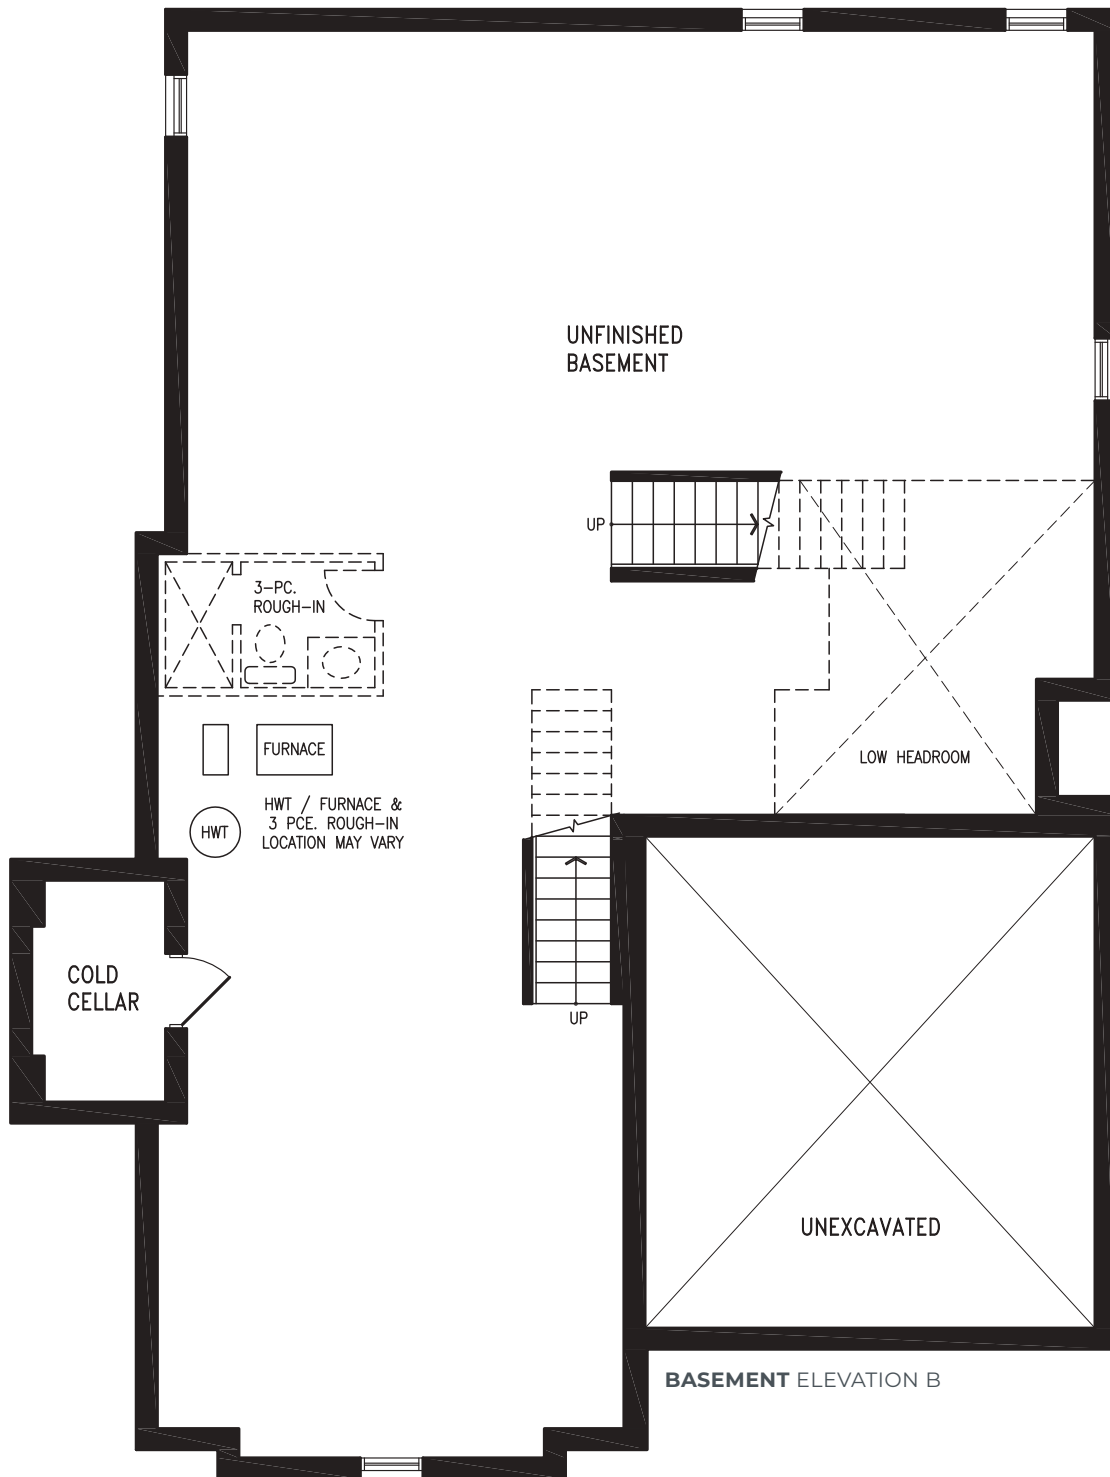 UNFINISHED
BASEMENT
UP
3-PC.
ROUGH-IN
FURNACE
LOW HEADROOM
HWT / FURNACE &
3 PCE. ROUGH-IN
LOCATION MAY VARY
HWT
COLD
CELLAR
UP
UNEXCAVATED
BASEMENT ELEVATION B